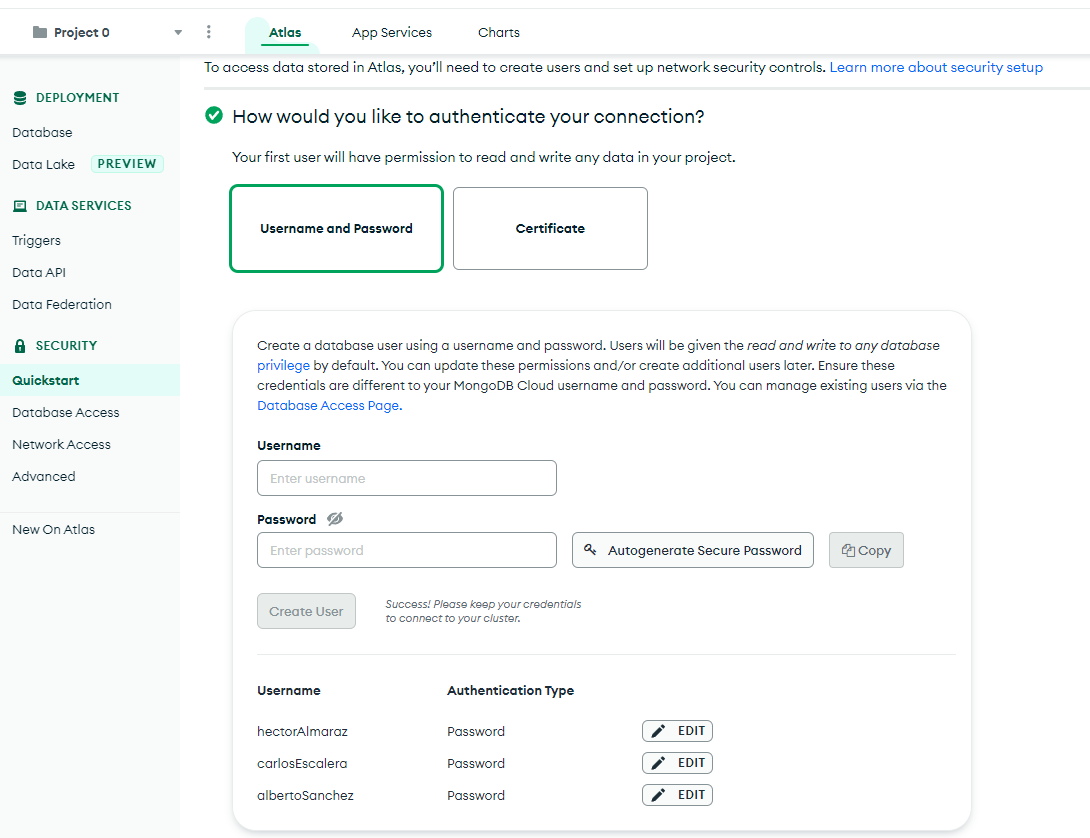 Project 0
Atlas
App Services
Charts
To access data stored in Atlas, you'll need to create users and set up network security controls. Learn more about security setup
DEPLOYMENT
Database
Data Lake PREVIEW
DATA SERVICES
Triggers
Data API
Data Federation
SECURITY
Quickstart
Database Access
Network Access
Advanced
New On Atlas
How would you like to authenticate your connection?
Your first user will have permission to read and write any data in your project.
Username and Password
Certificate
Create a database user using a username and password. Users will be given the read and write to any database
privilege by default. You can update these permissions and/or create additional users later. Ensure these
credentials are different to your MongoDB Cloud username and password. You can manage existing users via the
Database Access Page.
Username
Enter username
Password
Enter password
Autogenerate Secure Password
Copy
Create User
Success! Please keep your credentials
to connect to your cluster.
Username Authentication Type
hectorAlmaraz Password EDIT
carlosEscalera Password EDIT
albertoSanchez Password EDIT